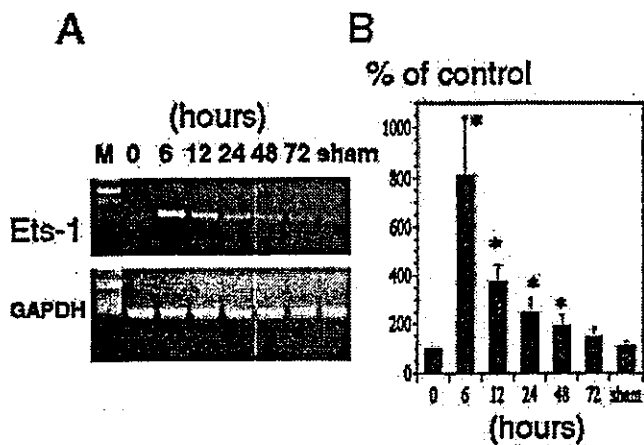 A
(hours)
M 0 6 12 24 48 72 sham
Ets-1
GAPDH
B
% of control
1000
800
600
400
200
0
* * * *
0 6 12 24 48 72 sham
(hours)